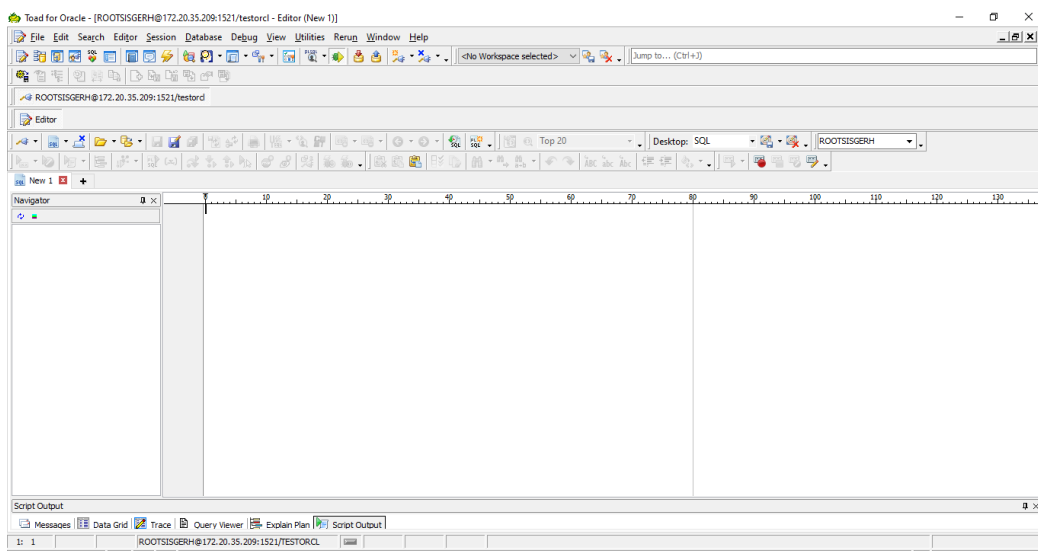 Toad for Oracle - [ROOTSISGERH@172.20.35.209:1521/testorcl - Editor (New 1)]
File Edit Search Editor Session Database Debug View Utilities Rerun Window Help
<No Workspace selected> Jump to... (Ctrl+J)
ROOTSISGERH@172.20.35.209:1521/testorcl
Editor
Top 20 Desktop: SQL ROOTSISGERH
New 1
Navigator
0 10 20 30 40 50 60 70 80 90 100 110 120 130
Script Output
Messages Data Grid Trace Query Viewer Explain Plan Script Output
1: 1 ROOTSISGERH@172.20.35.209:1521/TESTORCL